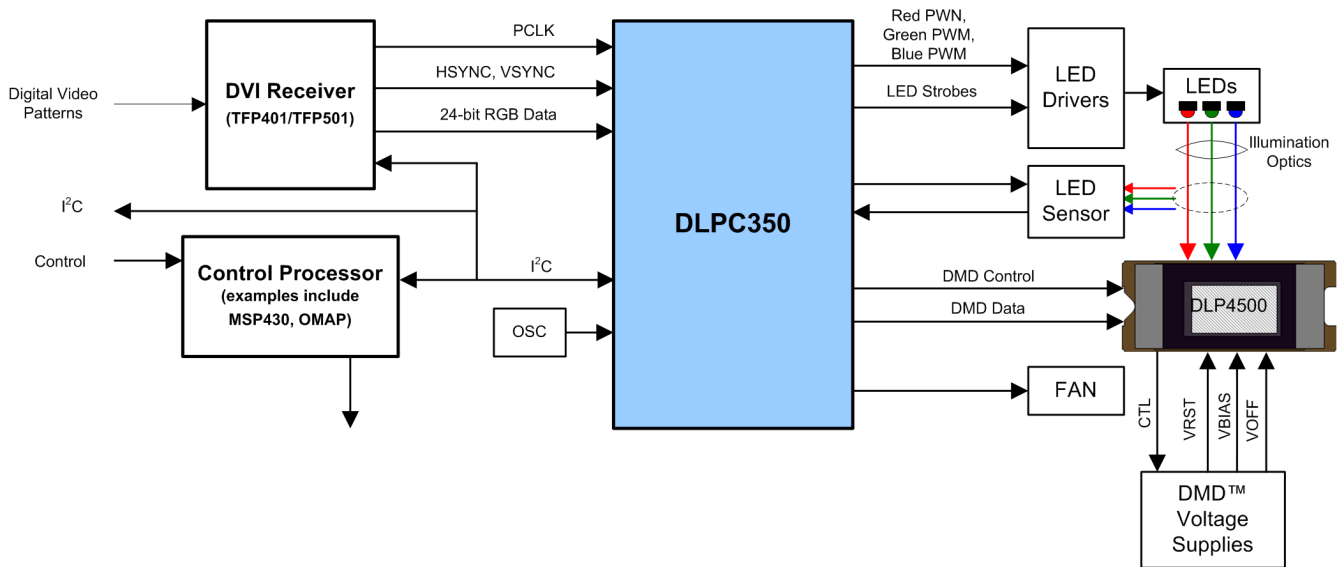 Digital Video
Patterns
DVI Receiver
(TFP401/TFP501)
PCLK
HSYNC, VSYNC
24-bit RGB Data
I²C
Control
Control Processor
(examples include
MSP430, OMAP)
I²C
OSC
DLPC350
Red PWN,
Green PWM,
Blue PWM
LED Strobes
LED
Drivers
LEDs
Illumination
Optics
LED
Sensor
DMD Control
DMD Data
DLP4500
FAN
CTL
VRST
VBIAS
VOFF
DMD™
Voltage
Supplies